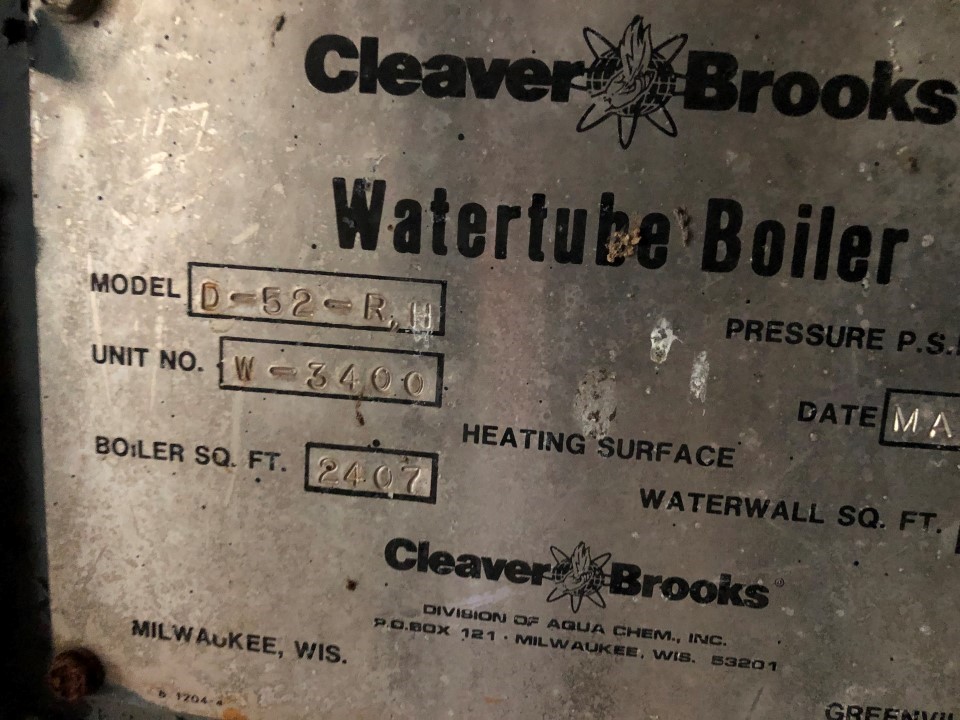 Cleaver Brooks
Watertube Boiler
MODEL D-52-R,H
PRESSURE P.S.
UNIT NO. W-3400
DATE MA
BOILER SQ. FT. 2407
HEATING SURFACE
WATERWALL SQ. FT.
Cleaver Brooks®
DIVISION OF AQUA CHEM., INC.
P.O.BOX 121 · MILWAUKEE, WIS. 53201
MILWAUKEE, WIS.